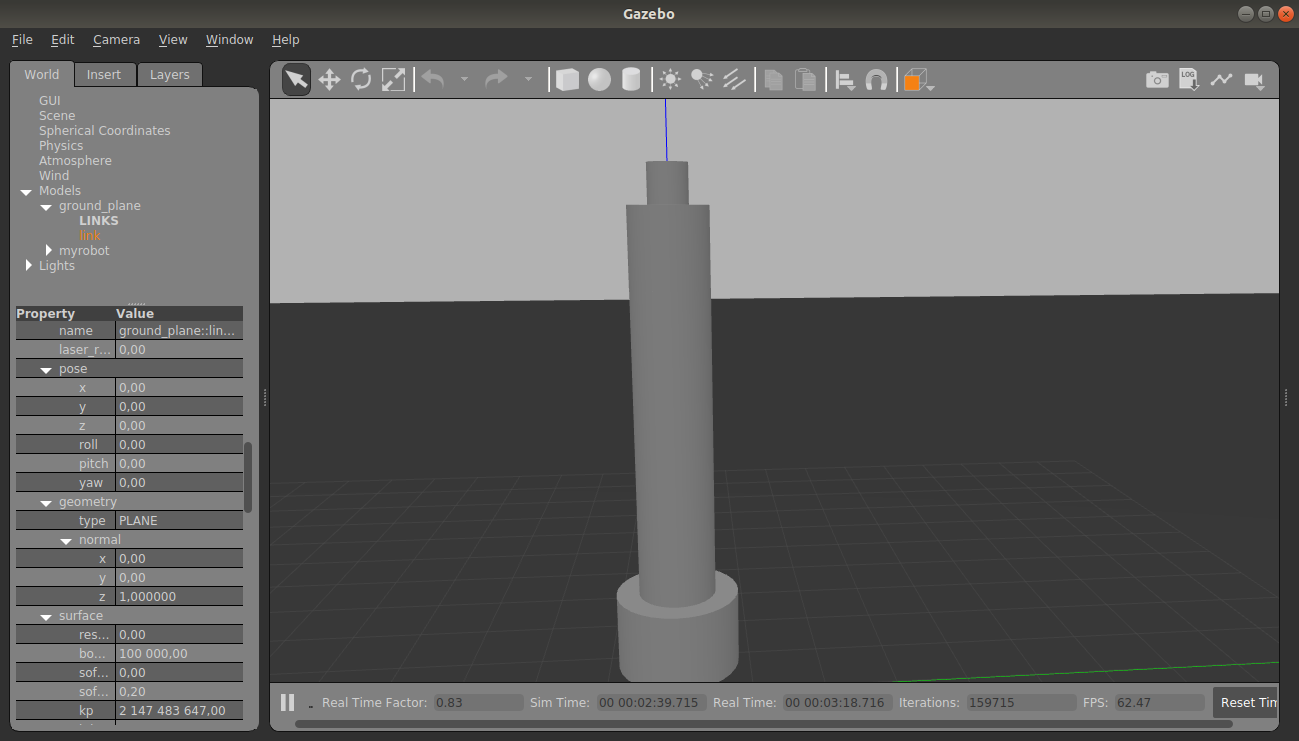 Gazebo
File Edit Camera View Window Help
World Insert Layers
LOG
GUI
Scene
Spherical Coordinates
Physics
Atmosphere
Wind
Models
ground_plane
LINKS
link
myrobot
Lights
Property Value
name ground_plane::lin...
laser_r... 0,00
pose
x 0,00
y 0,00
z 0,00
roll 0,00
pitch 0,00
yaw 0,00
geometry
type PLANE
normal
x 0,00
y 0,00
z 1,000000
surface
res... 0,00
bo... 100 000,00
sof... 0,00
sof... 0,20
kp 2 147 483 647,00
Real Time Factor: 0.83 Sim Time: 00 00:02:39.715 Real Time: 00 00:03:18.716 Iterations: 159715 FPS: 62.47 Reset Tim